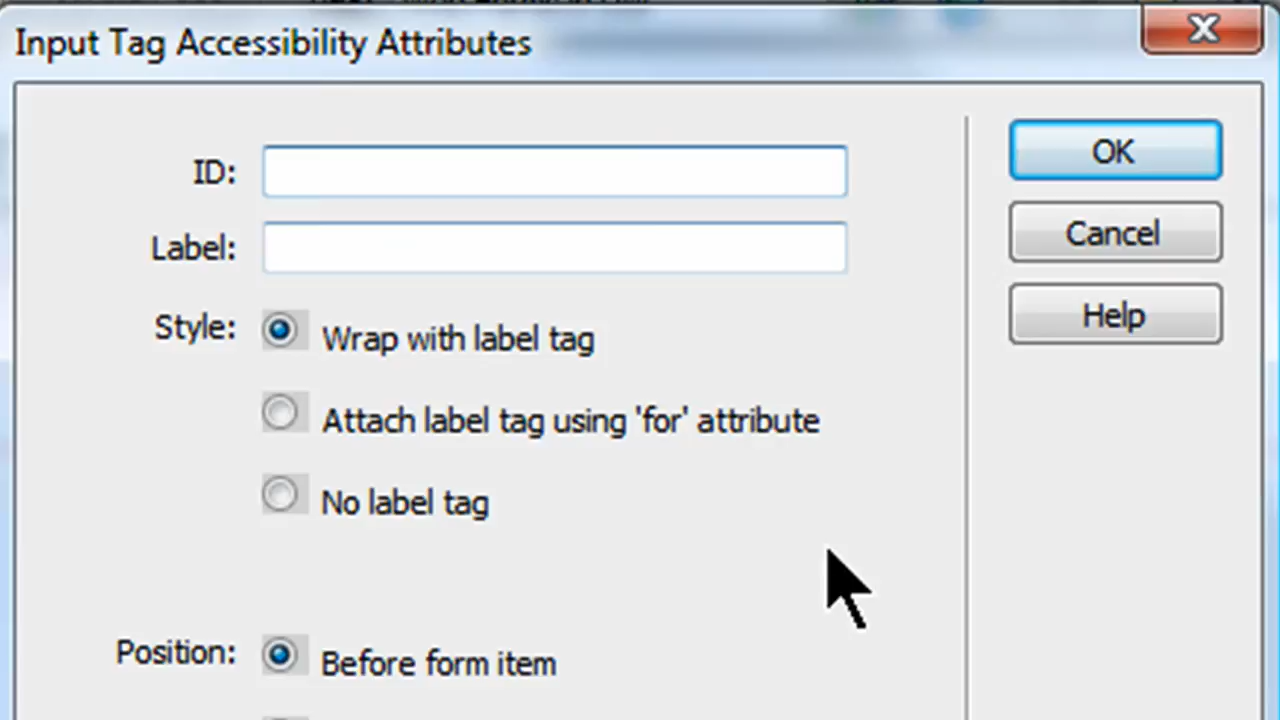 Input Tag Accessibility Attributes
ID:
OK
Label:
Cancel
Style:
Wrap with label tag
Help
Attach label tag using 'for' attribute
No label tag
Position:
Before form item